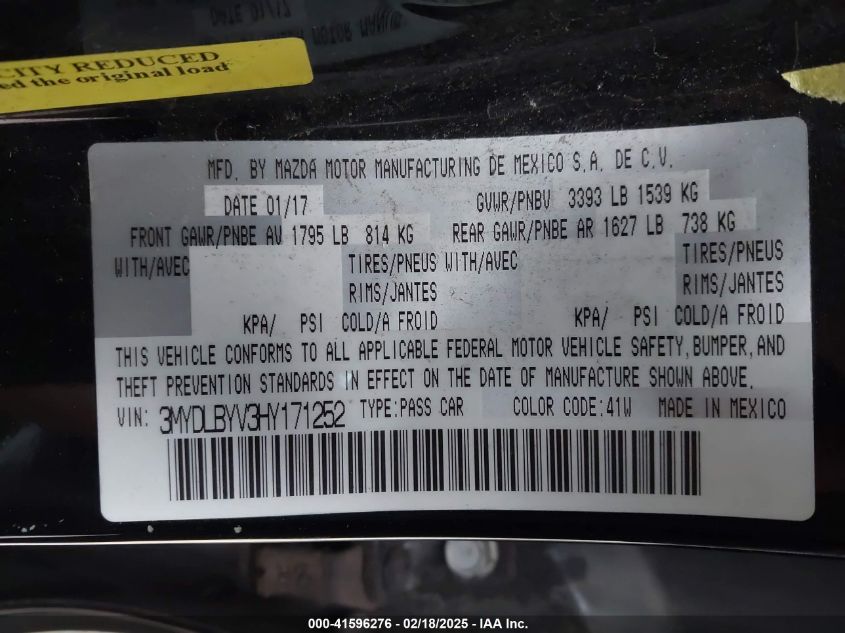 CITY REDUCED
ed the original load
MFD. BY MAZDA MOTOR MANUFACTURING DE MEXICO S.A. DE C.V.
DATE 01/17 GVWR/PNBV 3393 LB 1539 KG
FRONT GAWR/PNBE AV 1795 LB 814 KG REAR GAWR/PNBE AR 1627 LB 738 KG
WITH/AVEC TIRES/PNEUS WITH/AVEC TIRES/PNEUS
RIMS/JANTES RIMS/JANTES
KPA/ PSI COLD/A FROID KPA/ PSI COLD/A FROID
THIS VEHICLE CONFORMS TO ALL APPLICABLE FEDERAL MOTOR VEHICLE SAFETY,BUMPER,AND
THEFT PREVENTION STANDARDS IN EFFECT ON THE DATE OF MANUFACTURE SHOWN ABOVE.
VIN: 3MYDLBYV3HY171252 TYPE:PASS CAR COLOR CODE:41W MADE IN MEXICO
000-41596276 - 02/18/2025 - IAA Inc.